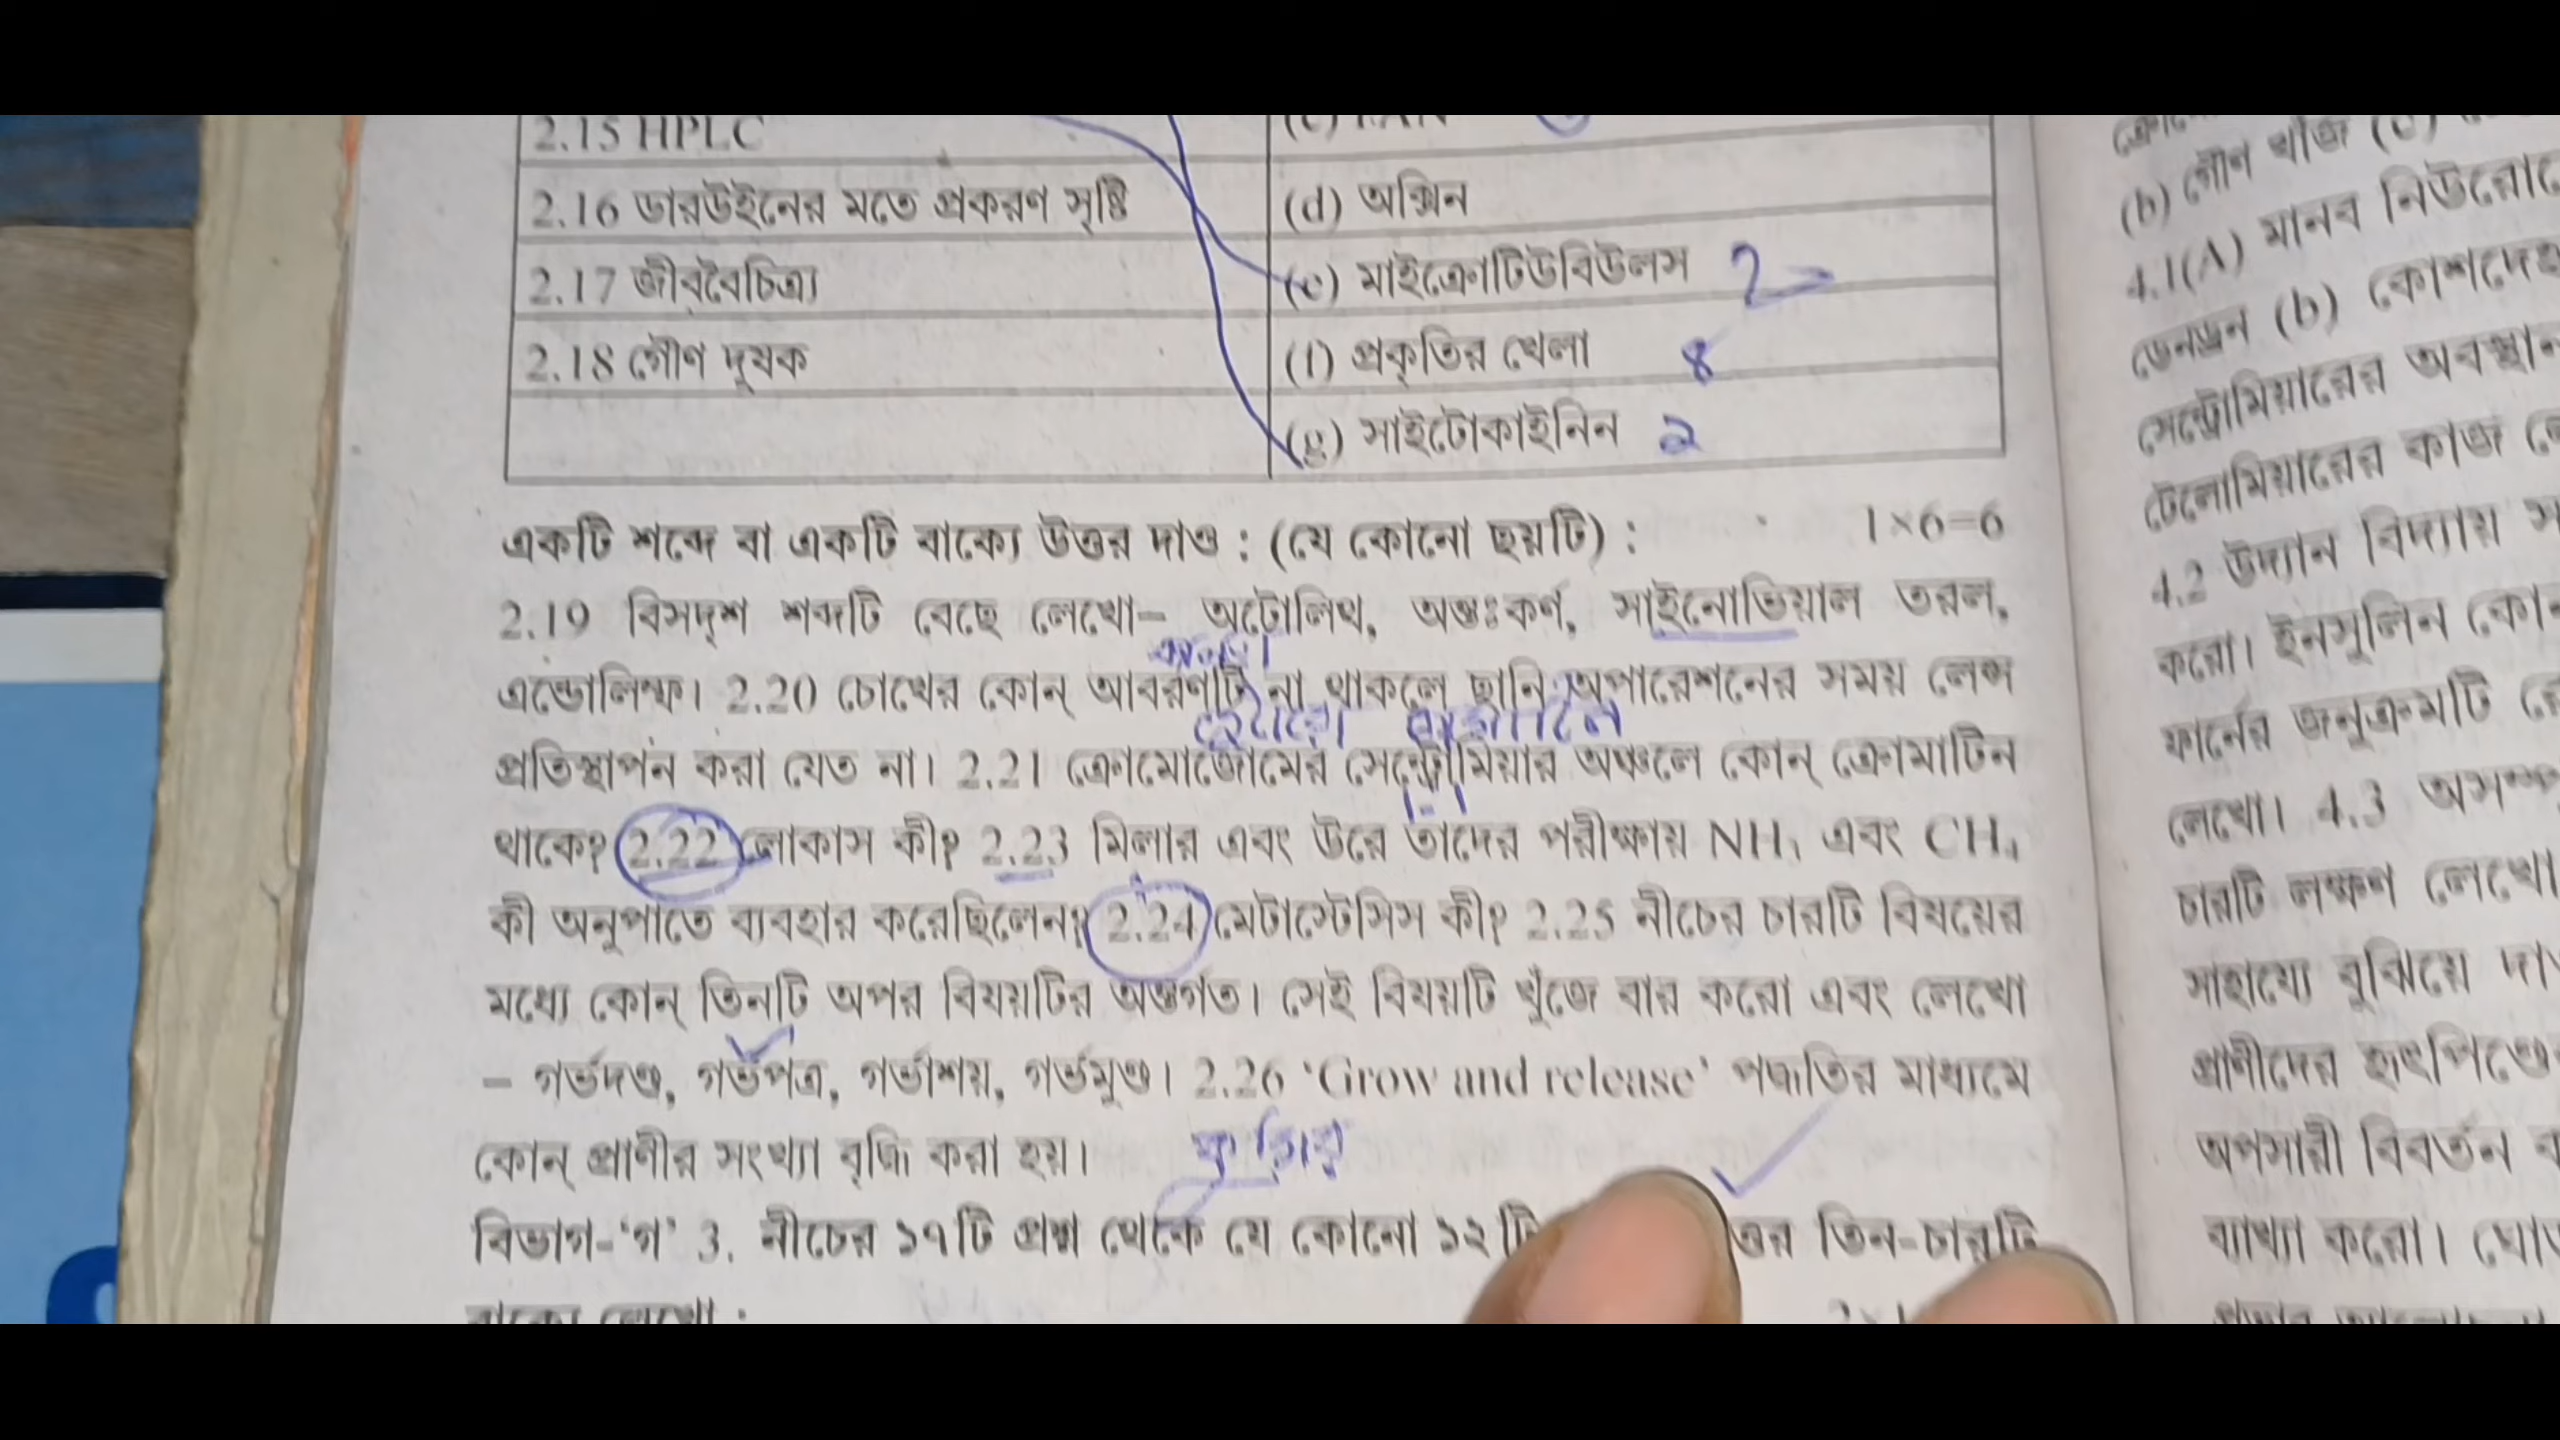 2.15 HPLC
2.16 ডারউইনের মতে প্রকরণ সৃষ্টি
(d) অক্সিন
2.17 জীববৈচিত্র্য
(e) মাইক্রোটিউবিউলস 2
2.18 গৌণ দূষক
(f) প্রকৃতির খেলা 8
(g) সাইটোকাইনিন 2
একটি শব্দে বা একটি বাক্যে উত্তর দাও : (যে কোনো ছয়টি) : 1×6=6
2.19 বিসদৃশ শব্দটি বেছে লেখো– অটোলিথ, অন্তঃকর্ণ, সাইনোভিয়াল তরল,
এন্ডোলিম্ফ। 2.20 চোখের কোন্ আবরণটি না থাকলে ছানি অপারেশনের সময় লেন্স
প্রতিস্থাপন করা যেত না। 2.21 ক্রোমোজোমের সেন্ট্রোমিয়ার অঞ্চলে কোন্ ক্রোমাটিন
থাকে? 2.22 লোকাস কী? 2.23 মিলার এবং উরে তাদের পরীক্ষায় NH₃ এবং CH₄
কী অনুপাতে ব্যবহার করেছিলেন? 2.24 মেটাস্টেসিস কী? 2.25 নীচের চারটি বিষয়ের
মধ্যে কোন্ তিনটি অপর বিষয়টির অন্তর্গত। সেই বিষয়টি খুঁজে বার করো এবং লেখো
– গর্ভদণ্ড, গর্ভপত্র, গর্ভাশয়, গর্ভমুণ্ড। 2.26 'Grow and release' পদ্ধতির মাধ্যমে
কোন্ প্রাণীর সংখ্যা বৃদ্ধি করা হয়। কুমির
বিভাগ-'গ' 3. নীচের ১৭টি প্রশ্ন থেকে যে কোনো ১২টি তিন-চারটি
(b) গৌণ খাঁজ
4.1(A) মানব
(b)
সেন্ট্রোমিয়ারের
টেলোমিয়ারের কাজ
4.2 উদ্যান বিদ্যায়
করো। ইনসুলিন
ফার্নের জনুক্রমটি
লেখো। 4.3
চারটি লক্ষণ লেখো
সাহায্যে বুঝিয়ে
প্রাণীদের
অপসারী বিবর্তন
ব্যাখ্যা করো।